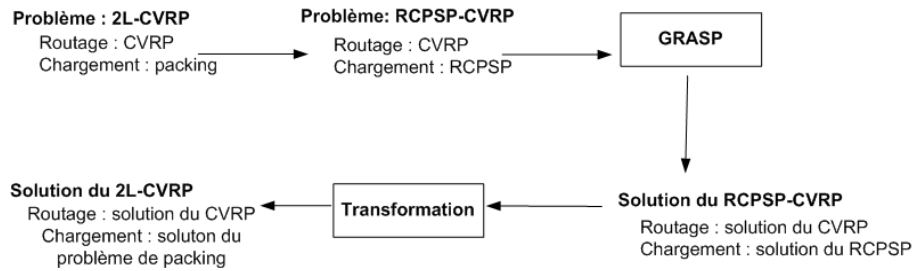 Problème : 2L-CVRP
Routage : CVRP
Chargement : packing
Problème: RCPSP-CVRP
Routage : CVRP
Chargement : RCPSP
GRASP
Solution du 2L-CVRP
Routage : solution du CVRP
Chargement : soluton du
problème de packing
Transformation
Solution du RCPSP-CVRP
Routage : solution du CVRP
Chargement : solution du RCPSP